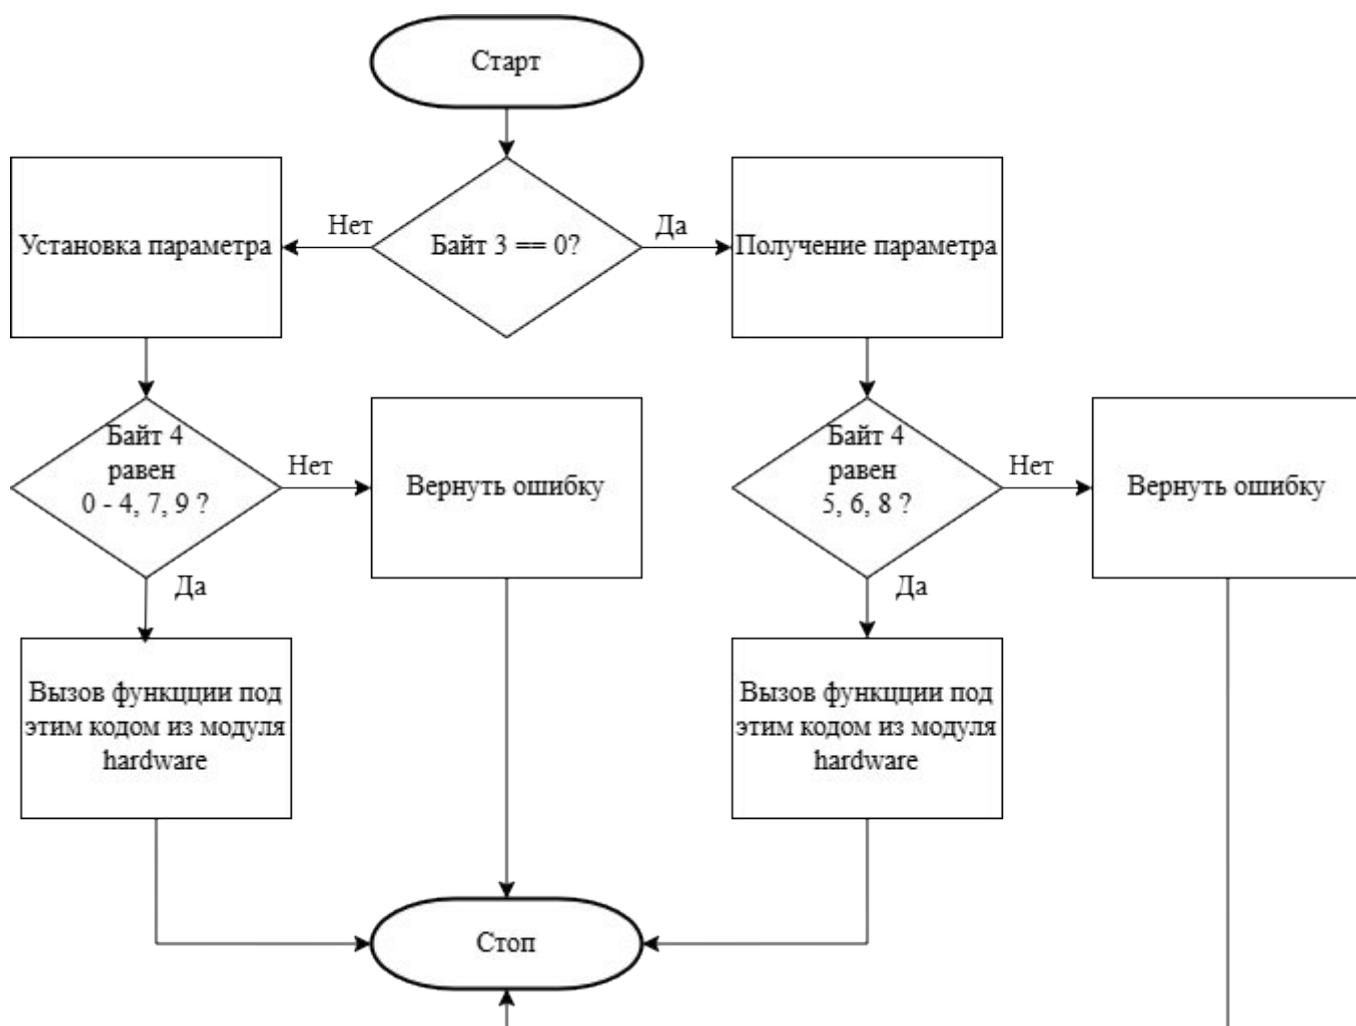 Старт
Нет
Да
Установка параметра
Байт 3 == 0?
Получение параметра
Байт 4
равен
0 - 4, 7, 9 ?
Нет
Вернуть ошибку
Байт 4
равен
5, 6, 8 ?
Нет
Вернуть ошибку
Да
Да
Вызов функцции под
этим кодом из модуля
hardware
Вызов функцции под
этим кодом из модуля
hardware
Стоп